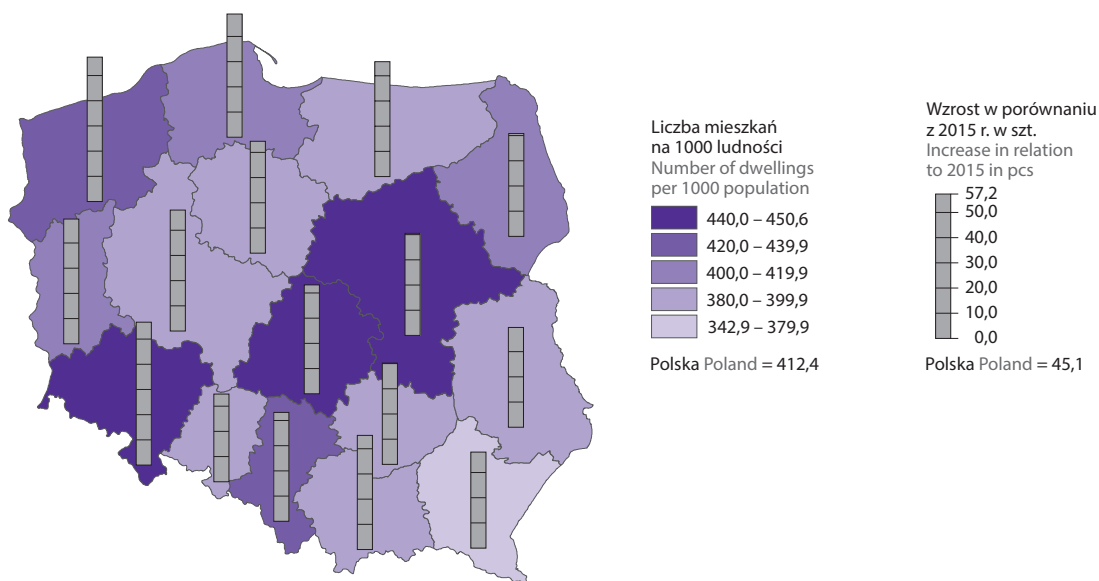 Liczba mieszkań
na 1000 ludności
Number of dwellings
per 1000 population
440,0 – 450,6
420,0 – 439,9
400,0 – 419,9
380,0 – 399,9
342,9 – 379,9
Polska Poland = 412,4
Wzrost w porównaniu
z 2015 r. w szt.
Increase in relation
to 2015 in pcs
57,2
50,0
40,0
30,0
20,0
10,0
0,0
Polska Poland = 45,1